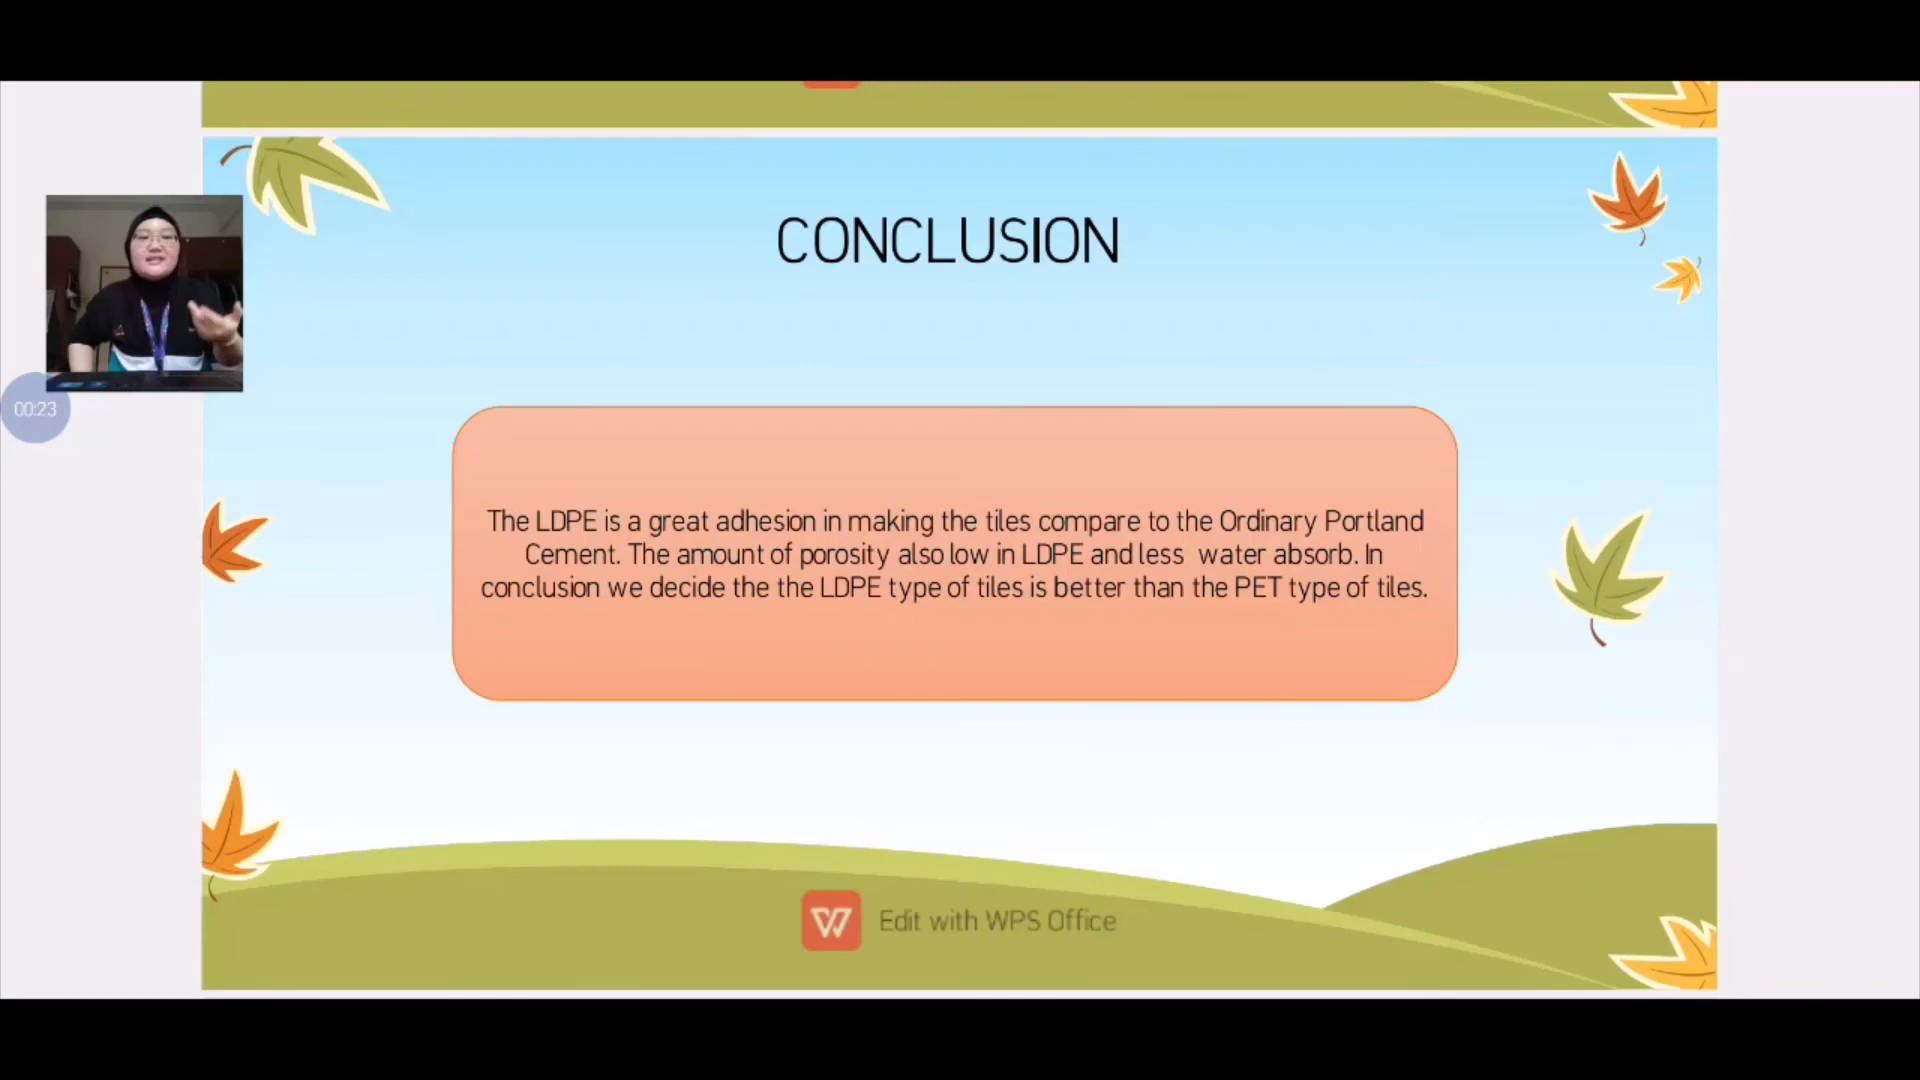 CONCLUSION
00:23
The LDPE is a great adhesion in making the tiles compare to the Ordinary Portland
Cement. The amount of porosity also low in LDPE and less water absorb. In
conclusion we decide the the LDPE type of tiles is better than the PET type of tiles.
Edit with WPS Office